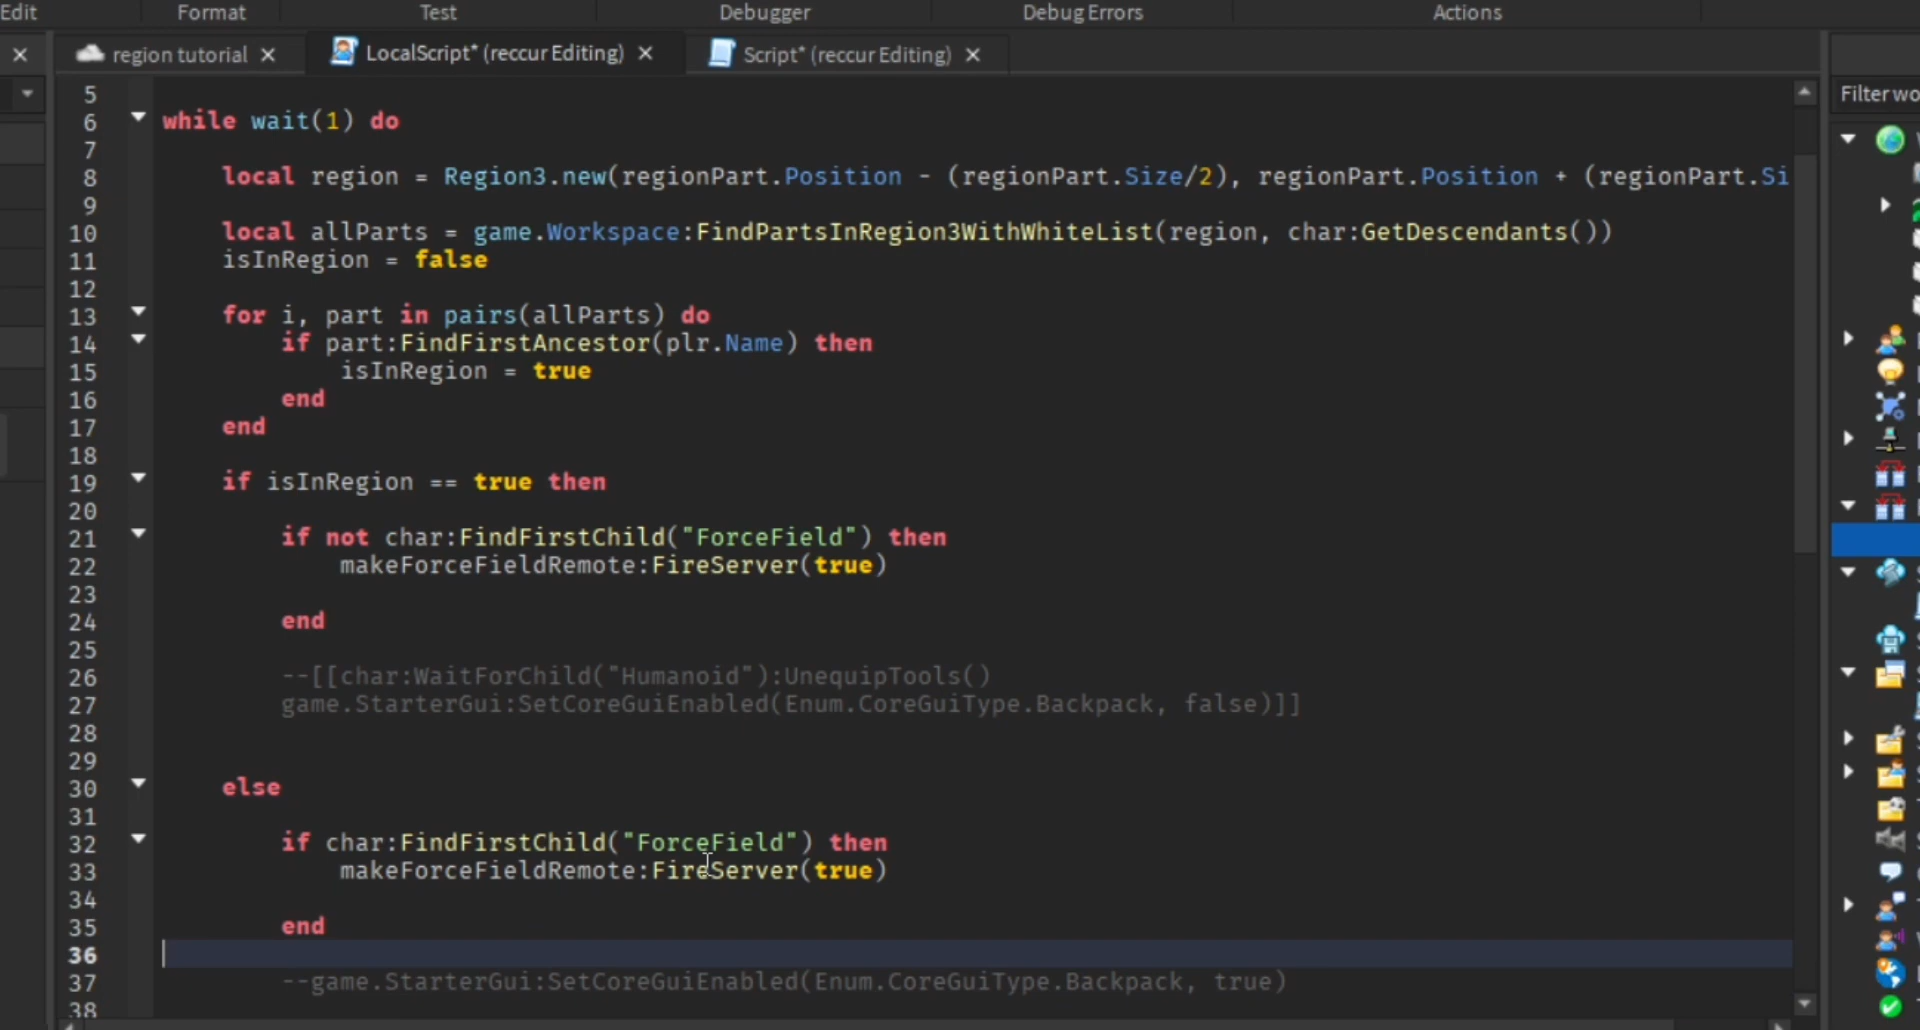 Edit Format Test Debugger Debug Errors Actions
region tutorial LocalScript* (reccur Editing) Script* (reccur Editing)
Filter wo
5
6 while wait(1) do
7
8 local region = Region3.new(regionPart.Position - (regionPart.Size/2), regionPart.Position + (regionPart.Si
9
10 local allParts = game.Workspace:FindPartsInRegion3WithWhiteList(region, char:GetDescendants())
11 isInRegion = false
12
13 for i, part in pairs(allParts) do
14 if part:FindFirstAncestor(plr.Name) then
15 isInRegion = true
16 end
17 end
18
19 if isInRegion == true then
20
21 if not char:FindFirstChild("ForceField") then
22 makeForceFieldRemote:FireServer(true)
23
24 end
25
26 --[[char:WaitForChild("Humanoid"):UnequipTools()
27 game.StarterGui:SetCoreGuiEnabled(Enum.CoreGuiType.Backpack, false)]]
28
29
30 else
31
32 if char:FindFirstChild("ForceField") then
33 makeForceFieldRemote:FireServer(true)
34
35 end
36
37 --game.StarterGui:SetCoreGuiEnabled(Enum.CoreGuiType.Backpack, true)
38